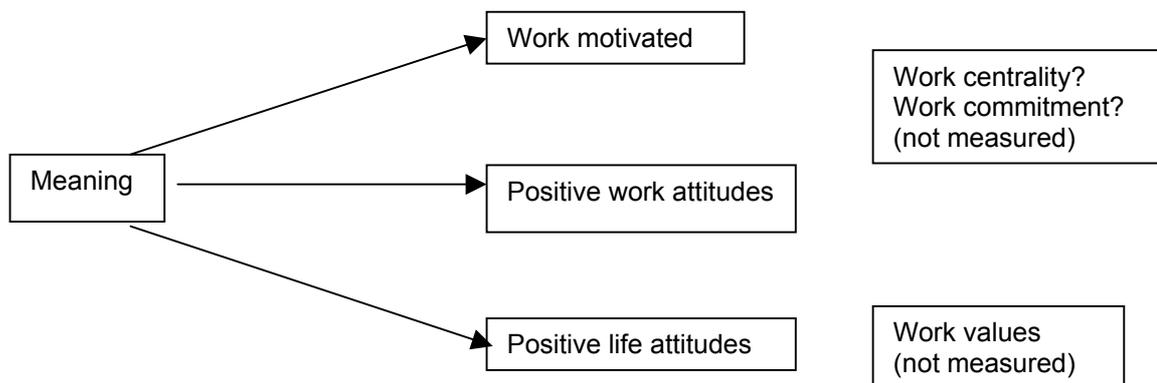 Work motivated
Work centrality?
Work commitment?
(not measured)
Meaning
Positive work attitudes
Positive life attitudes
Work values
(not measured)